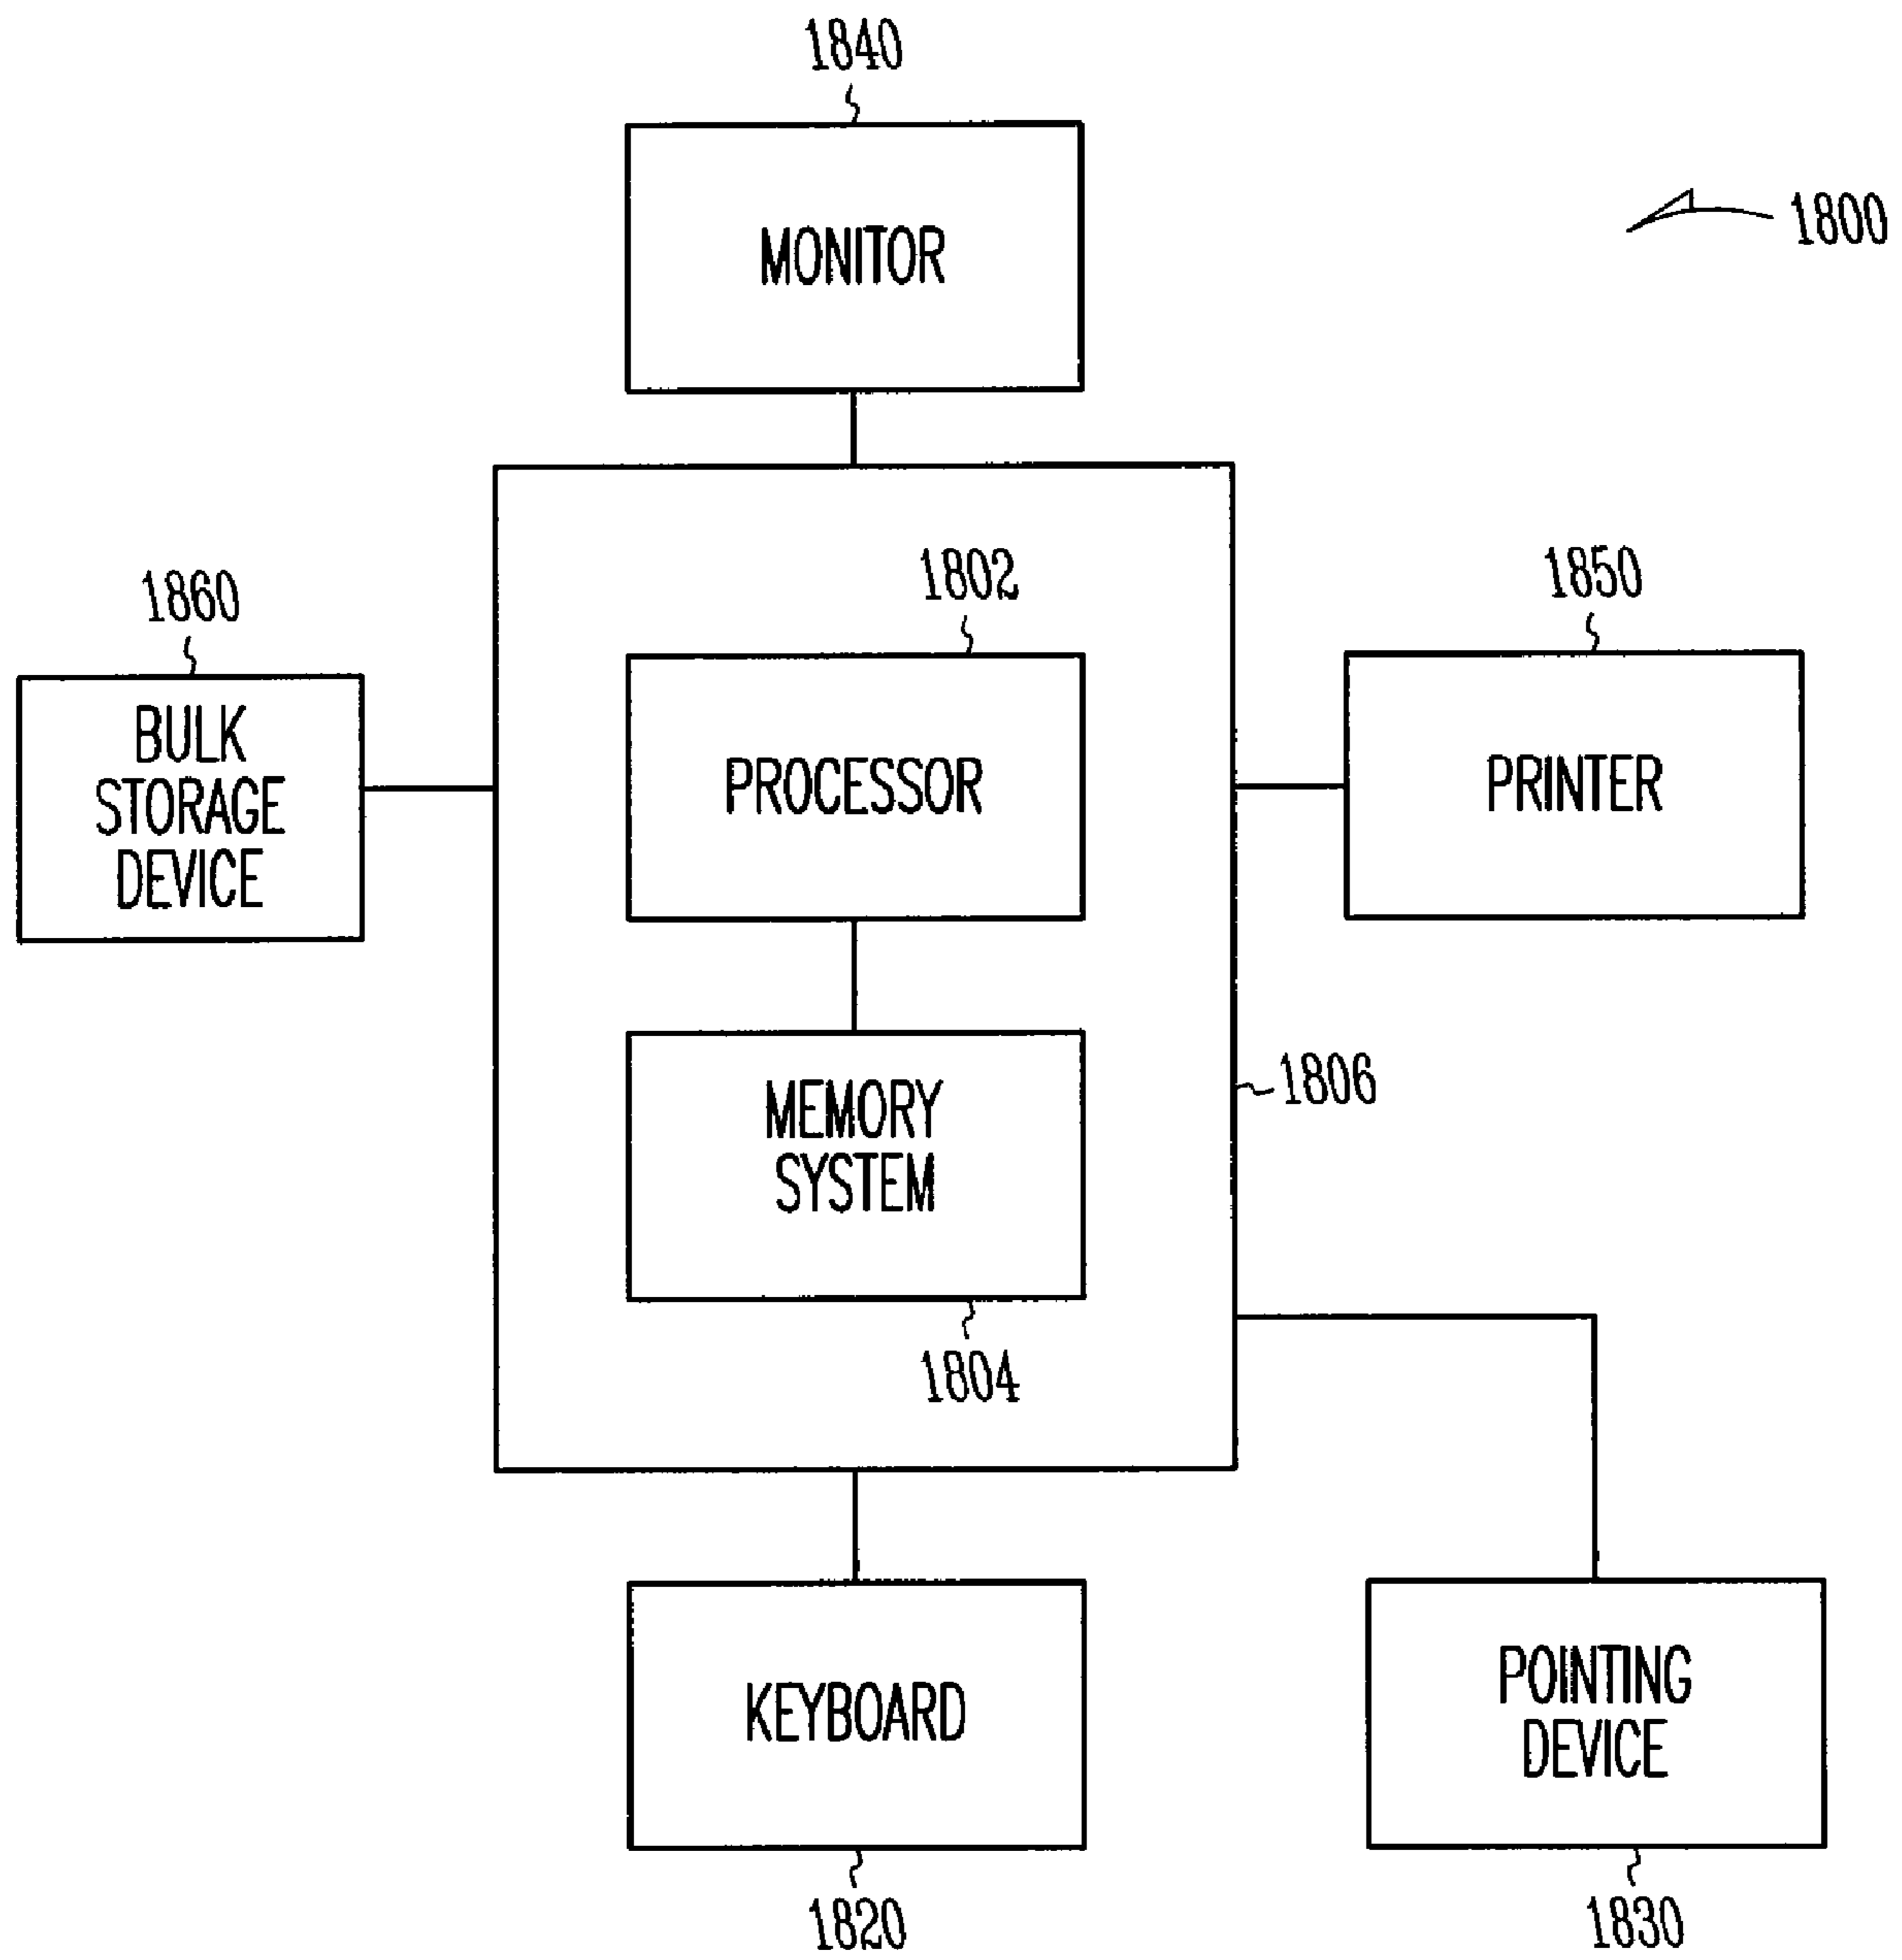 1840
MONITOR
1800
1802
1850
1860
BULK
STORAGE
DEVICE
PROCESSOR
PRINTER
1806
MEMORY
SYSTEM
1804
KEYBOARD
POINTING
DEVICE
1820
1830